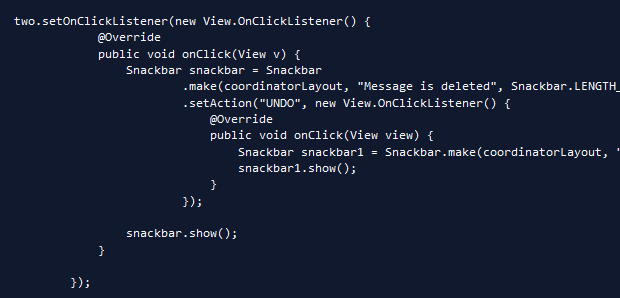 two.setOnClickListener(new View.OnClickListener() {
@Override
public void onClick(View v) {
Snackbar snackbar = Snackbar
.make(coordinatorLayout, "Message is deleted", Snackbar.LENGTH_
.setAction("UNDO", new View.OnClickListener() {
@Override
public void onClick(View view) {
Snackbar snackbar1 = Snackbar.make(coordinatorLayout, "
snackbar1.show();
}
});
snackbar.show();
}
});